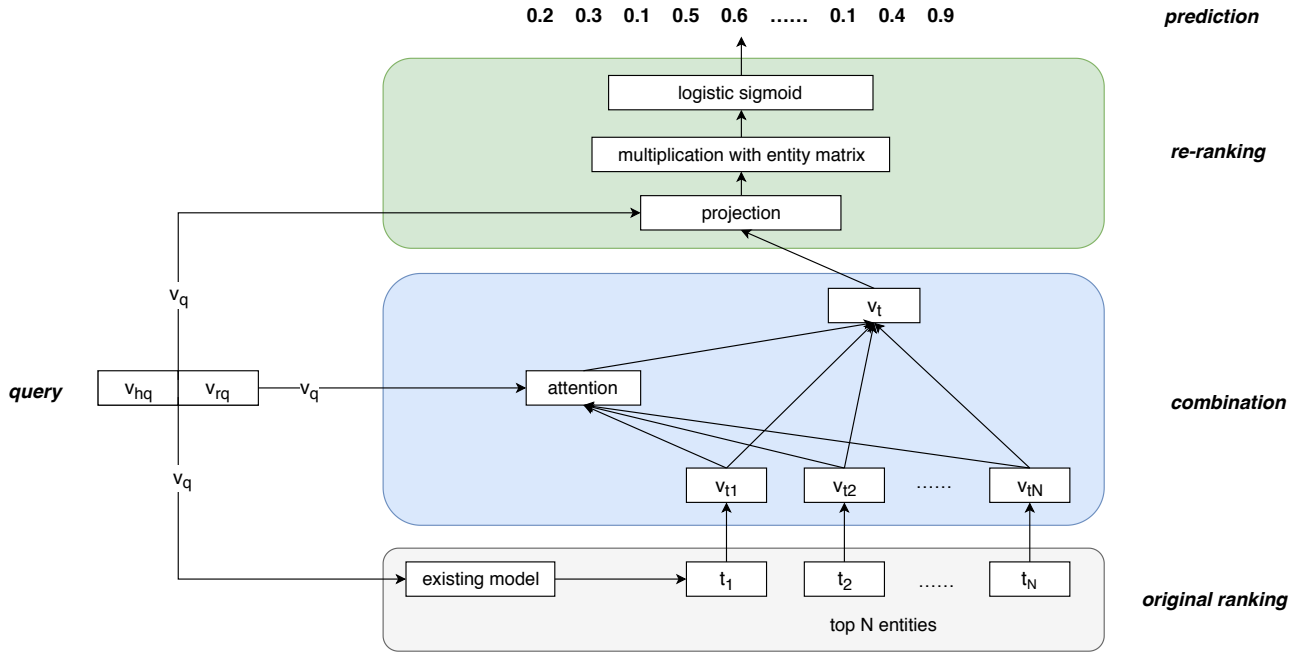 0.2 0.3 0.1 0.5 0.6 ...... 0.1 0.4 0.9 prediction
logistic sigmoid
multiplication with entity matrix re-ranking
projection
vq
vt
query vhq vrq vq attention combination
vq
vt1 vt2 ...... vtN
existing model t1 t2 ...... tN
original ranking
top N entities